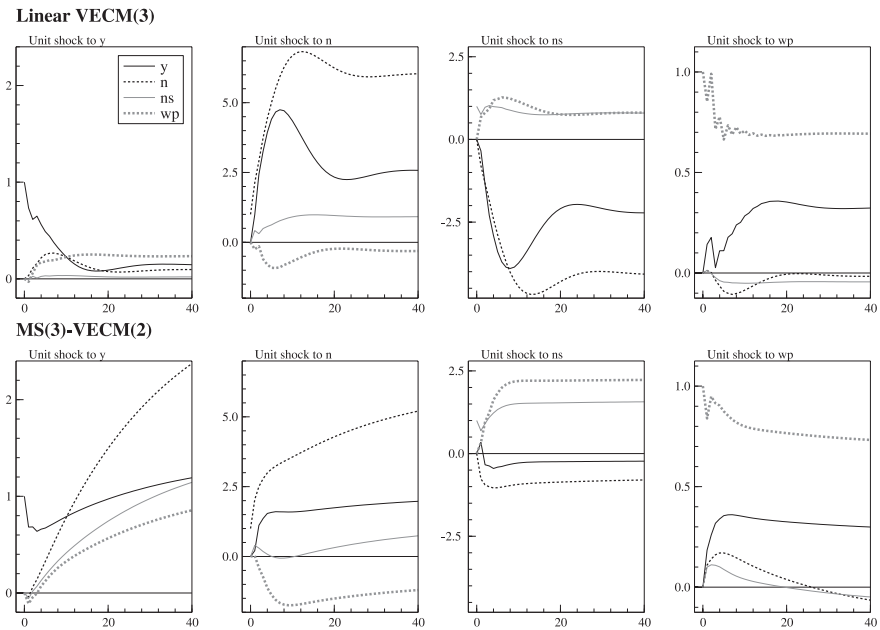 Linear VECM(3)
Unit shock to y
Unit shock to n
Unit shock to ns
Unit shock to wp
y
n
ns
wp
2
1
0
0 20 40
5.0
2.5
0.0
0 20 40
2.5
0.0
-2.5
0 20 40
1.0
0.5
0.0
0 20 40
MS(3)-VECM(2)
Unit shock to y
Unit shock to n
Unit shock to ns
Unit shock to wp
2
1
0
0 20 40
5.0
2.5
0.0
0 20 40
2.5
0.0
-2.5
0 20 40
1.0
0.5
0.0
0 20 40